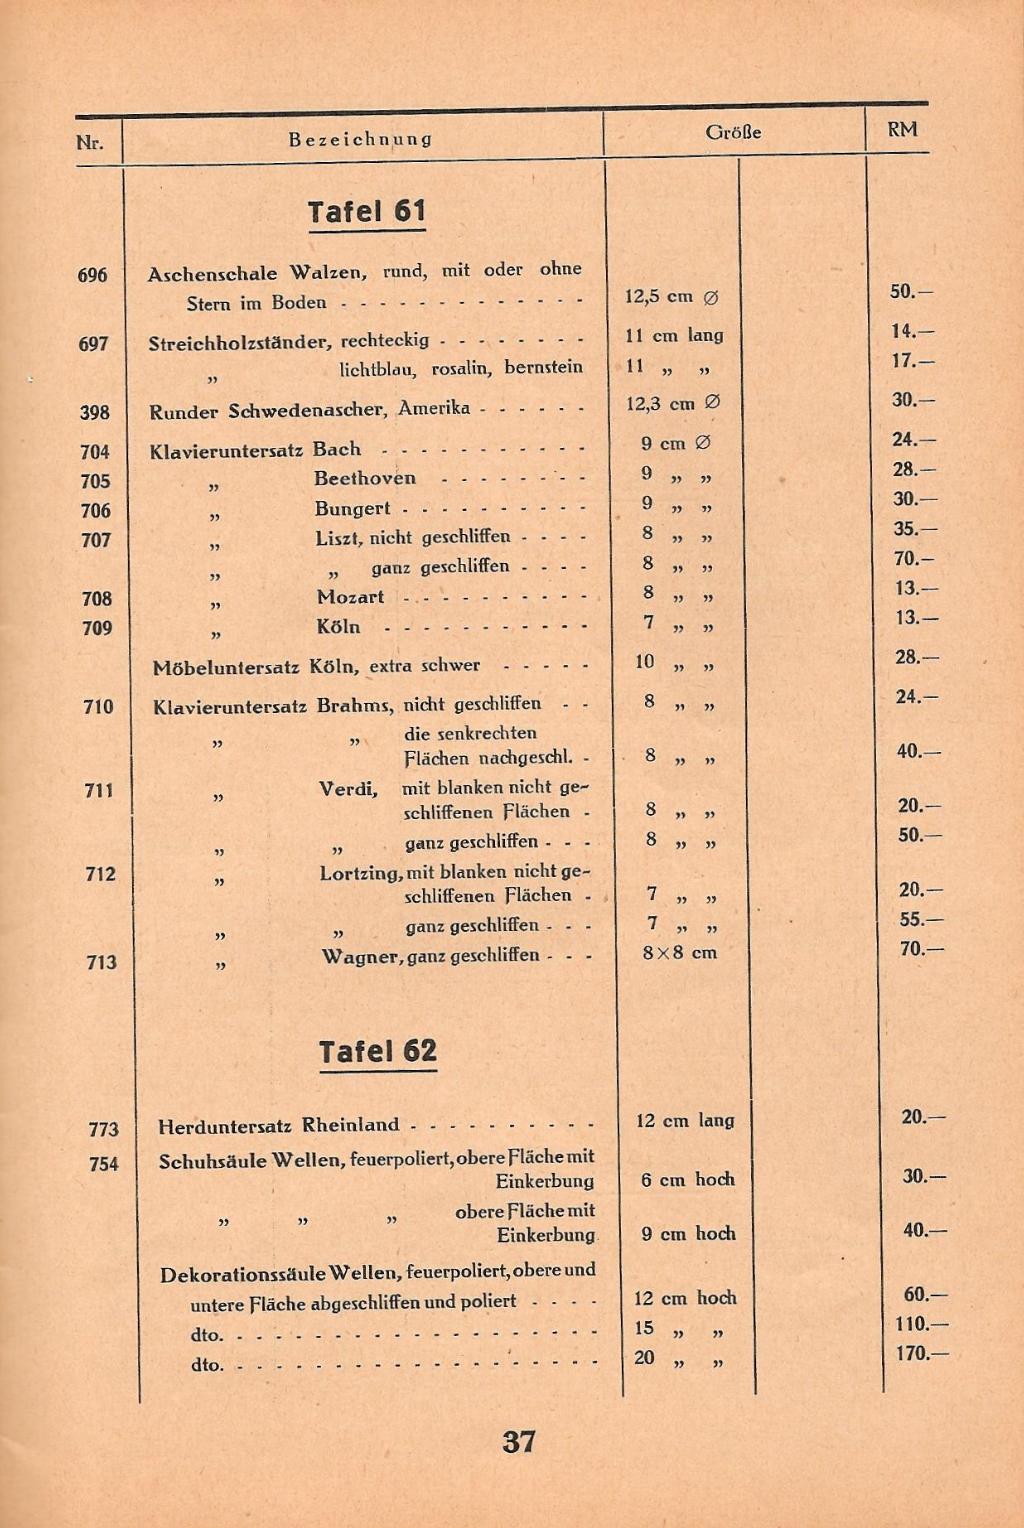 Nr. Bezeichnung Größe RM
Tafel 61
696 Aschenschale Walzen, rund, mit oder ohne
Stern im Boden - - - - - - - - - - - - - 12,5 cm ∅ 50.—
697 Streichholzständer, rechteckig - - - - - - - - 11 cm lang 14.—
„ lichtblau, rosalin, bernstein 11 „ „ 17.—
398 Runder Schwedenascher, Amerika - - - - - - 12,3 cm ∅ 30.—
704 Klavieruntersatz Bach - - - - - - - - - - - 9 cm ∅ 24.—
705 „ Beethoven - - - - - - - - 9 „ „ 28.—
706 „ Bungert - - - - - - - - - - 9 „ „ 30.—
707 „ Liszt, nicht geschliffen - - - - 8 „ „ 35.—
„ „ ganz geschliffen - - - - 8 „ „ 70.—
708 „ Mozart - - - - - - - - - - 8 „ „ 13.—
709 „ Köln - - - - - - - - - - - 7 „ „ 13.—
Möbeluntersatz Köln, extra schwer - - - - - 10 „ „ 28.—
710 Klavieruntersatz Brahms, nicht geschliffen - - 8 „ „ 24.—
„ „ die senkrechten
Flächen nachgeschl. - 8 „ „ 40.—
711 „ Verdi, mit blanken nicht ge-
schliffenen Flächen - 8 „ „ 20.—
„ „ ganz geschliffen - - - 8 „ „ 50.—
712 „ Lortzing, mit blanken nicht ge-
schliffenen Flächen - 7 „ „ 20.—
„ „ ganz geschliffen - - - 7 „ „ 55.—
713 „ Wagner, ganz geschliffen - - - 8×8 cm 70.—
Tafel 62
773 Herduntersatz Rheinland - - - - - - - - - - 12 cm lang 20.—
754 Schuhsäule Wellen, feuerpoliert, obere Fläche mit
Einkerbung 6 cm hoch 30.—
„ „ „ obere Fläche mit
Einkerbung 9 cm hoch 40.—
Dekorationssäule Wellen, feuerpoliert, obere und
untere Fläche abgeschliffen und poliert - - - - 12 cm hoch 60.—
dto. - - - - - - - - - - - - - - - - - - - 15 „ „ 110.—
dto. - - - - - - - - - - - - - - - - - - - 20 „ „ 170.—
37